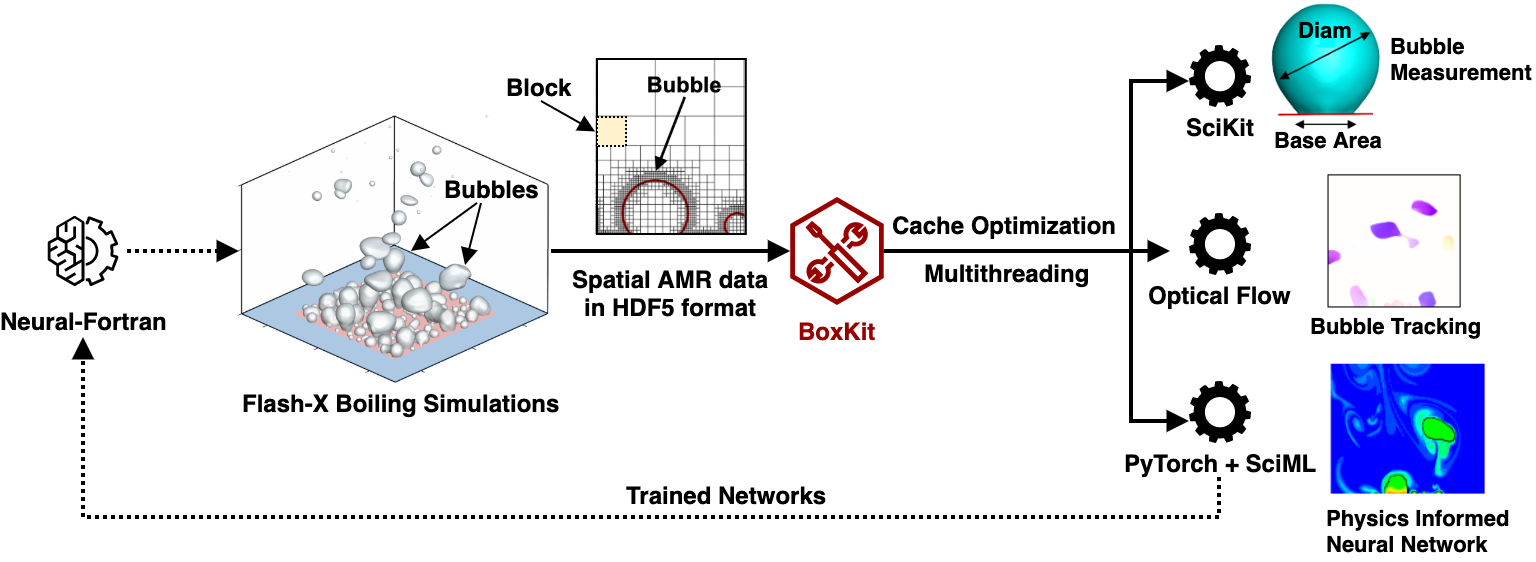 Neural-Fortran
Bubbles
Flash-X Boiling Simulations
Block
Bubble
Spatial AMR data
in HDF5 format
BoxKit
Cache Optimization
Multithreading
SciKit
Diam
Bubble
Measurement
Base Area
Optical Flow
Bubble Tracking
PyTorch + SciML
Physics Informed
Neural Network
Trained Networks